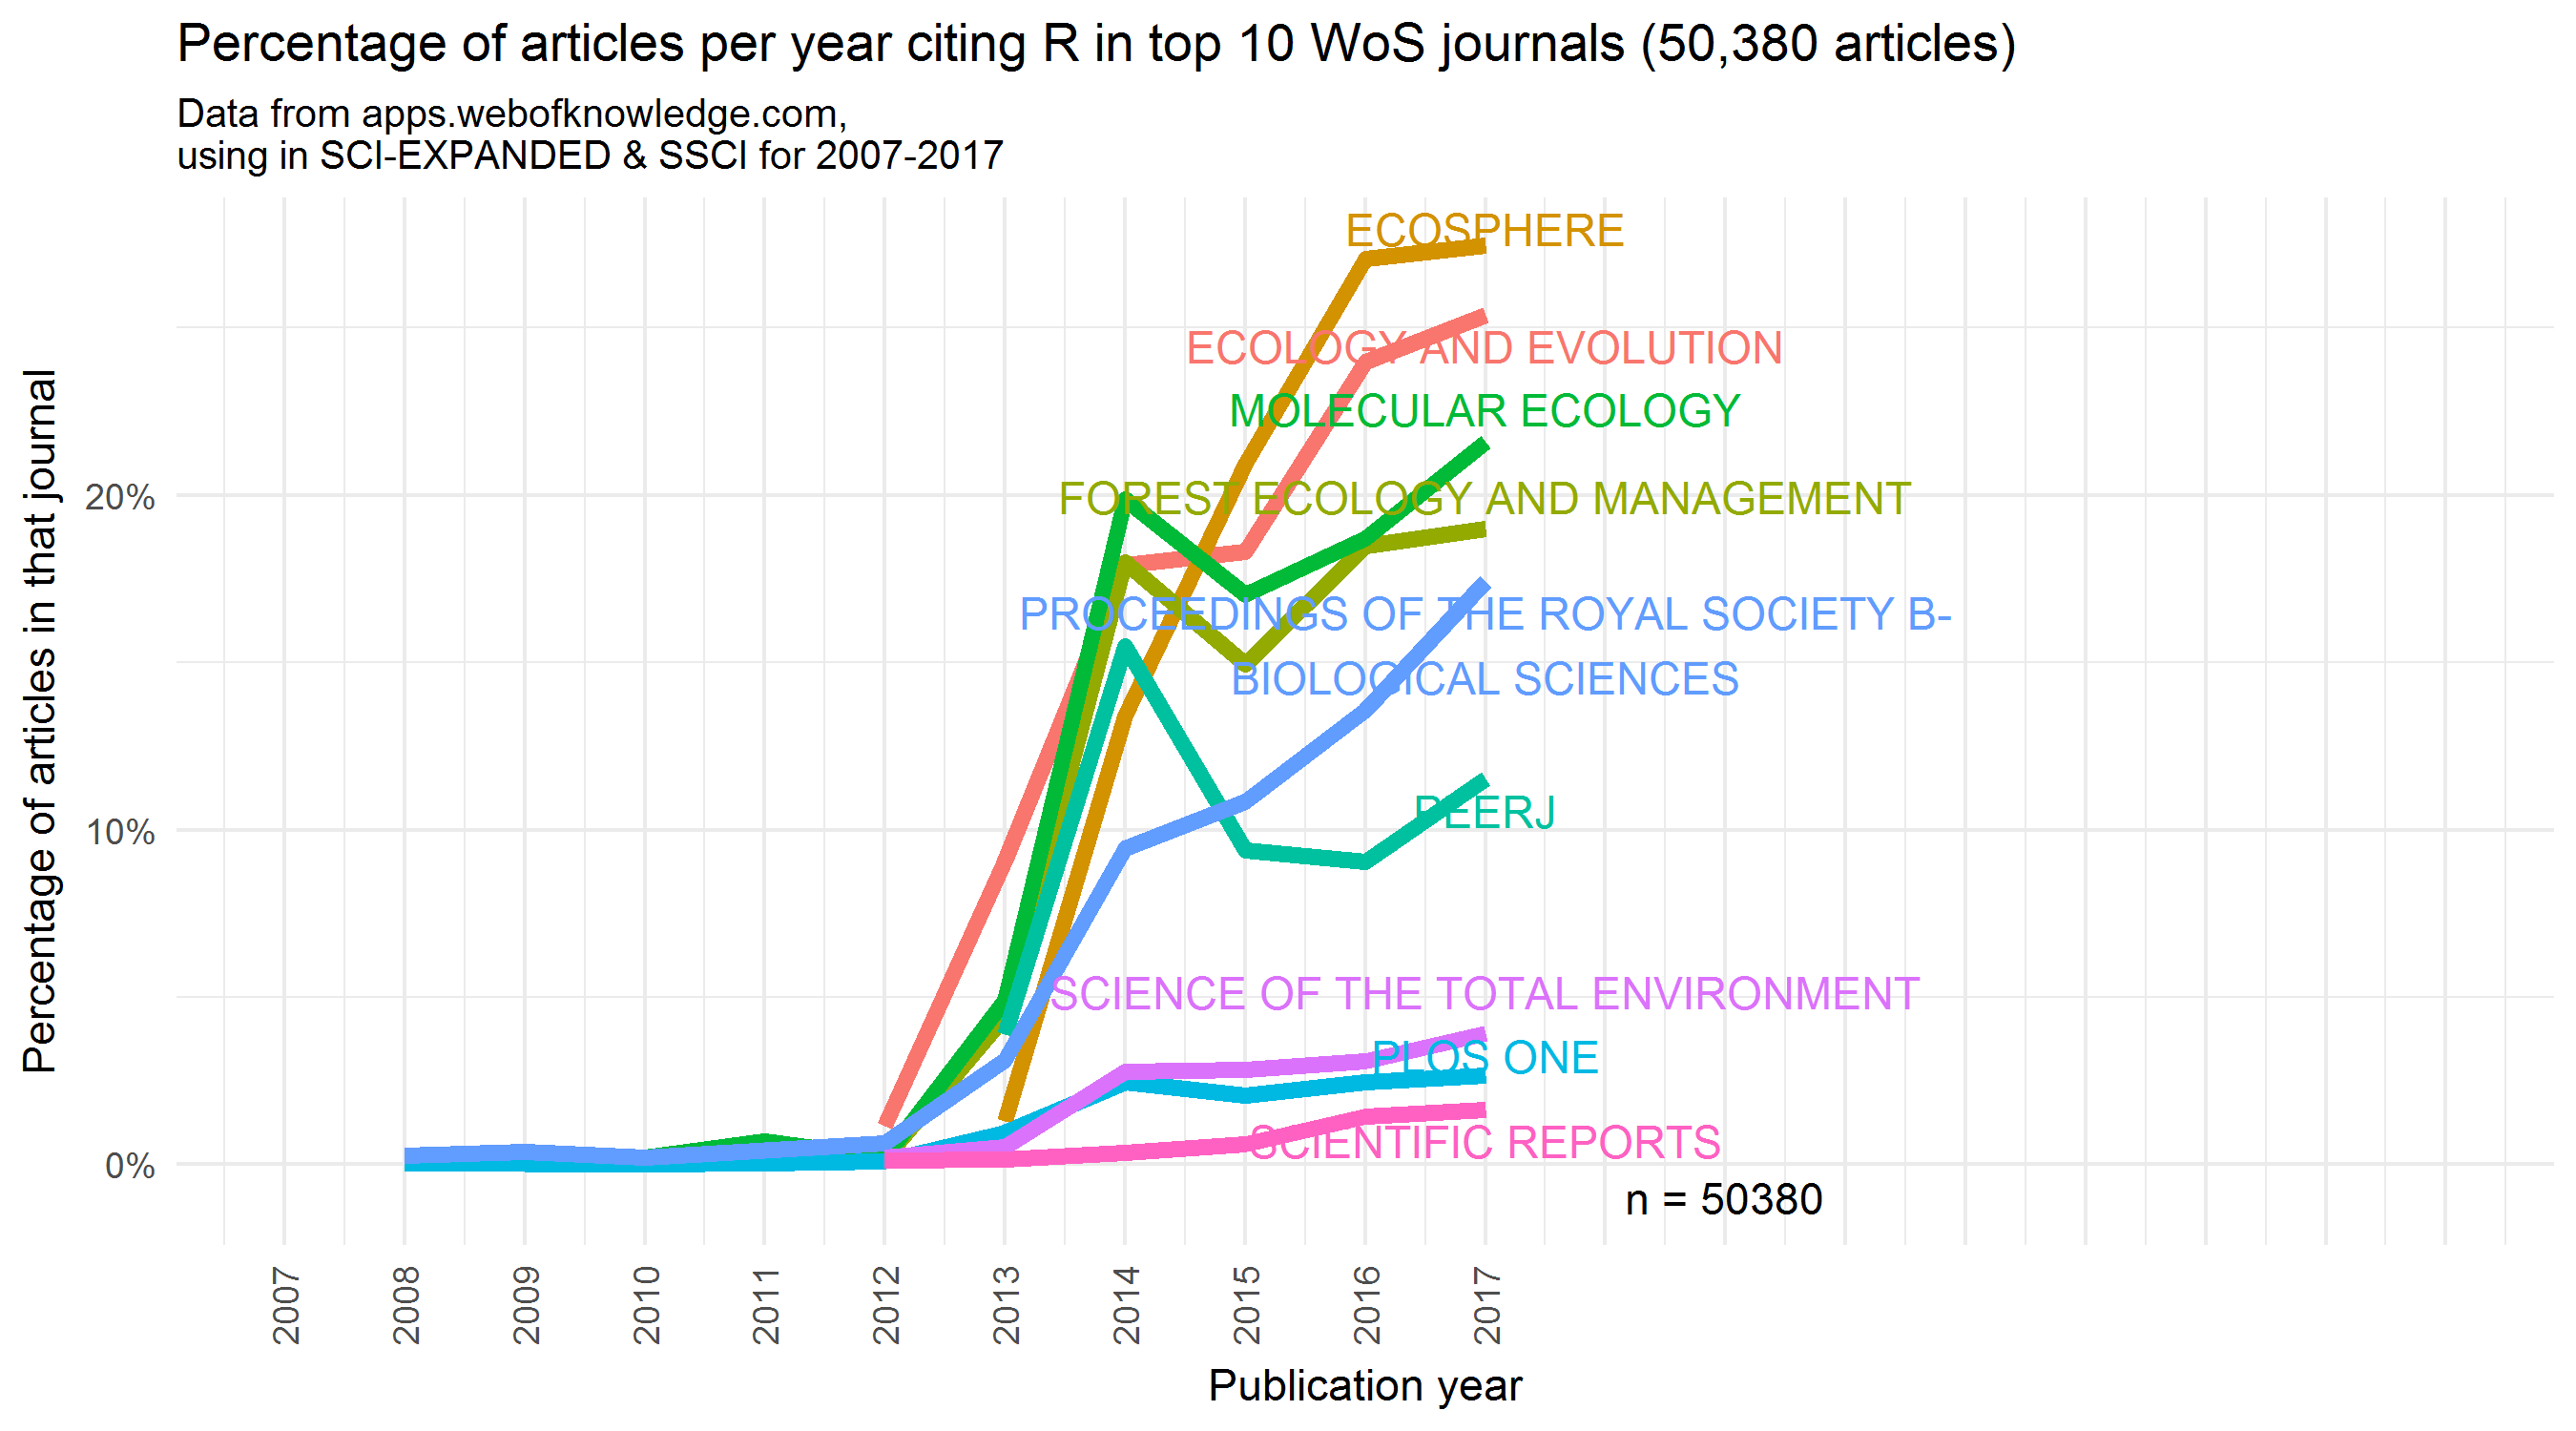 Percentage of articles per year citing R in top 10 WoS journals (50,380 articles)
Data from apps.webofknowledge.com,
using in SCI-EXPANDED & SSCI for 2007-2017
Percentage of articles in that journal
20%
10%
0%
ECOSPHERE
ECOLOGY AND EVOLUTION
MOLECULAR ECOLOGY
FOREST ECOLOGY AND MANAGEMENT
PROCEEDINGS OF THE ROYAL SOCIETY B-
BIOLOGICAL SCIENCES
PEERJ
SCIENCE OF THE TOTAL ENVIRONMENT
PLOS ONE
SCIENTIFIC REPORTS
n = 50380
2007
2008
2009
2010
2011
2012
2013
2014
2015
2016
2017
Publication year